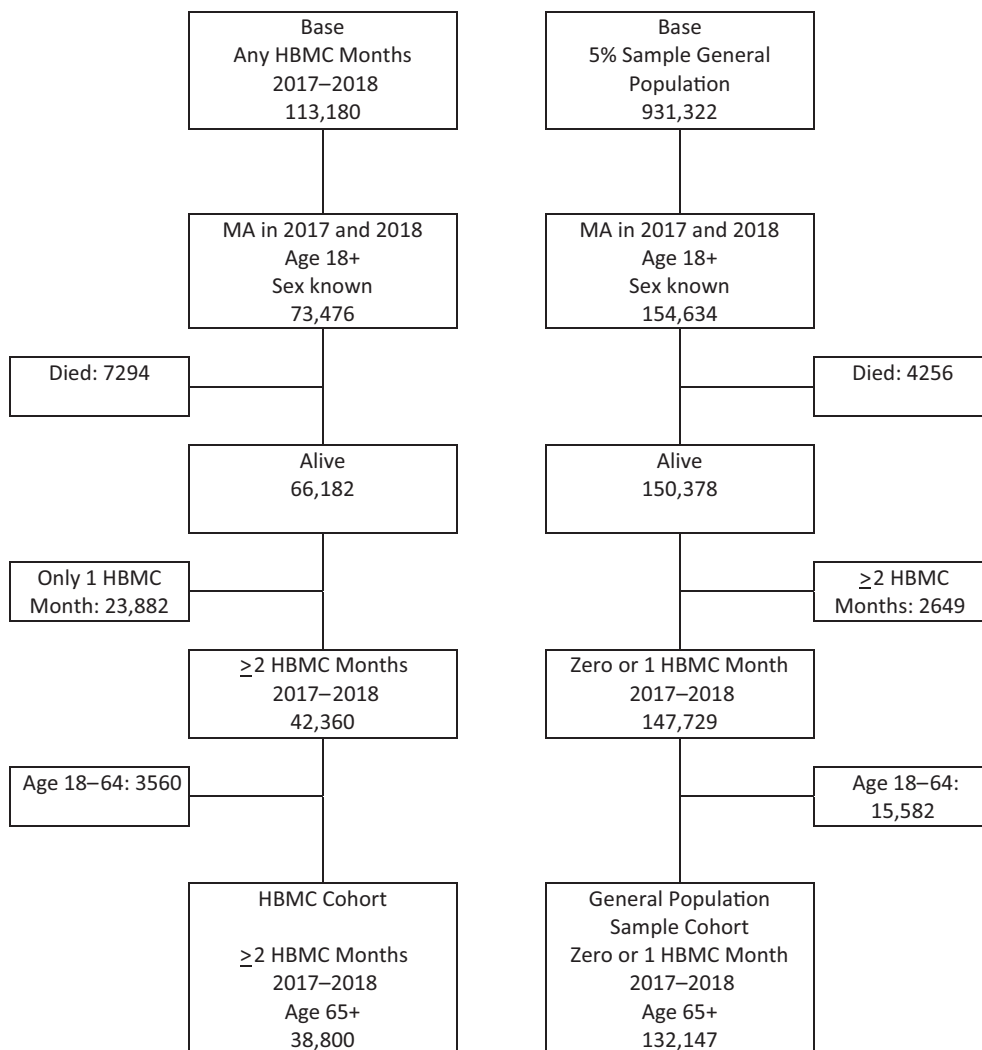 Base
Any HBMC Months
2017–2018
113,180
Base
5% Sample General
Population
931,322
MA in 2017 and 2018
Age 18+
Sex known
73,476
MA in 2017 and 2018
Age 18+
Sex known
154,634
Died: 7294
Died: 4256
Alive
66,182
Alive
150,378
Only 1 HBMC
Month: 23,882
≥2 HBMC
Months: 2649
≥2 HBMC Months
2017–2018
42,360
Zero or 1 HBMC Month
2017–2018
147,729
Age 18–64: 3560
Age 18–64:
15,582
HBMC Cohort
≥2 HBMC Months
2017–2018
Age 65+
38,800
General Population
Sample Cohort
Zero or 1 HBMC Month
2017–2018
Age 65+
132,147